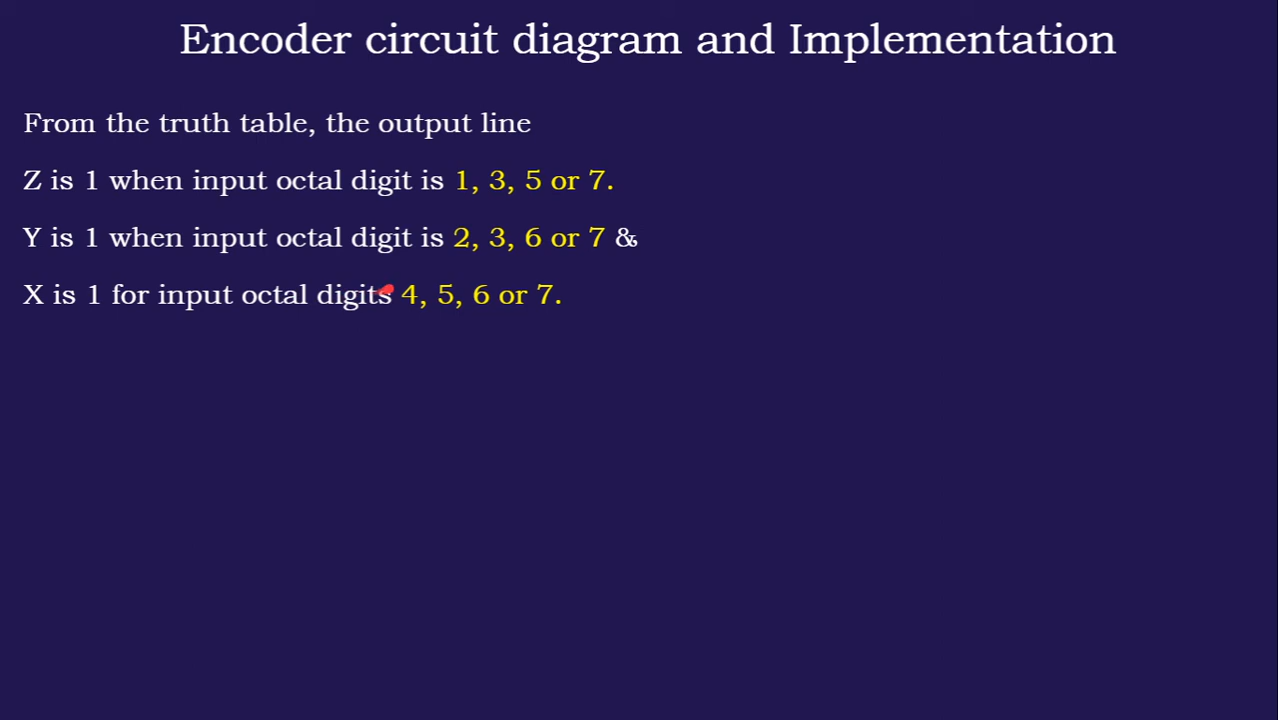 Encoder circuit diagram and Implementation
From the truth table, the output line
Z is 1 when input octal digit is 1, 3, 5 or 7.
Y is 1 when input octal digit is 2, 3, 6 or 7 &
X is 1 for input octal digits 4, 5, 6 or 7.